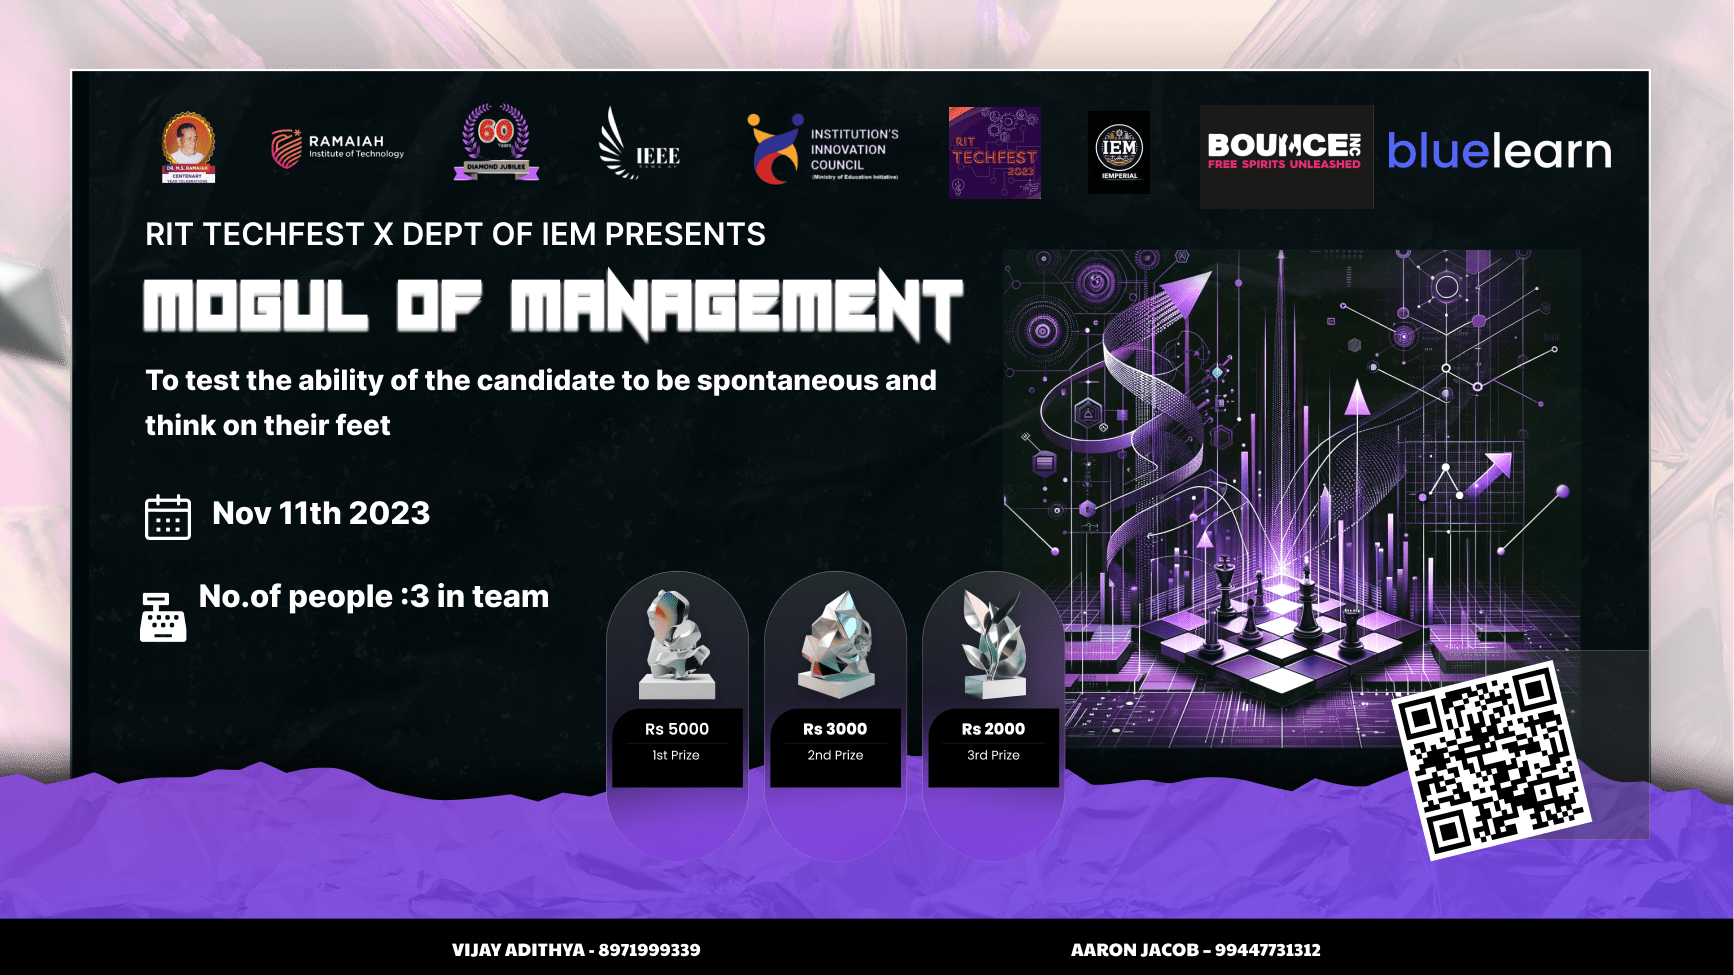 DR. M.S. RAMAIAH
CENTENARY
YEAR CELEBRATIONS
RAMAIAH
Institute of Technology
60
Years
DIAMOND JUBILEE
IEEE
INSTITUTION'S
INNOVATION
COUNCIL
(Ministry of Education Initiative)
RIT
TECHFEST
2023
IEM
IEMPERIAL
BOUNCE INC
FREE SPIRITS UNLEASHED
bluelearn
RIT TECHFEST X DEPT OF IEM PRESENTS
MOGUL OF MANAGEMENT
To test the ability of the candidate to be spontaneous and
think on their feet
Nov 11th 2023
No.of people :3 in team
Rs 5000
1st Prize
Rs 3000
2nd Prize
Rs 2000
3rd Prize
VIJAY ADITHYA - 8971999339
AARON JACOB – 99447731312